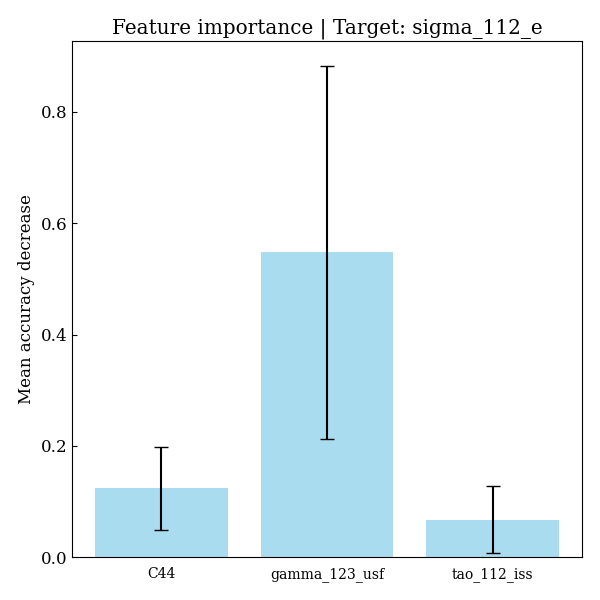 Feature importance | Target: sigma_112_e
Mean accuracy decrease
0.8
0.6
0.4
0.2
0.0
C44
gamma_123_usf
tao_112_iss